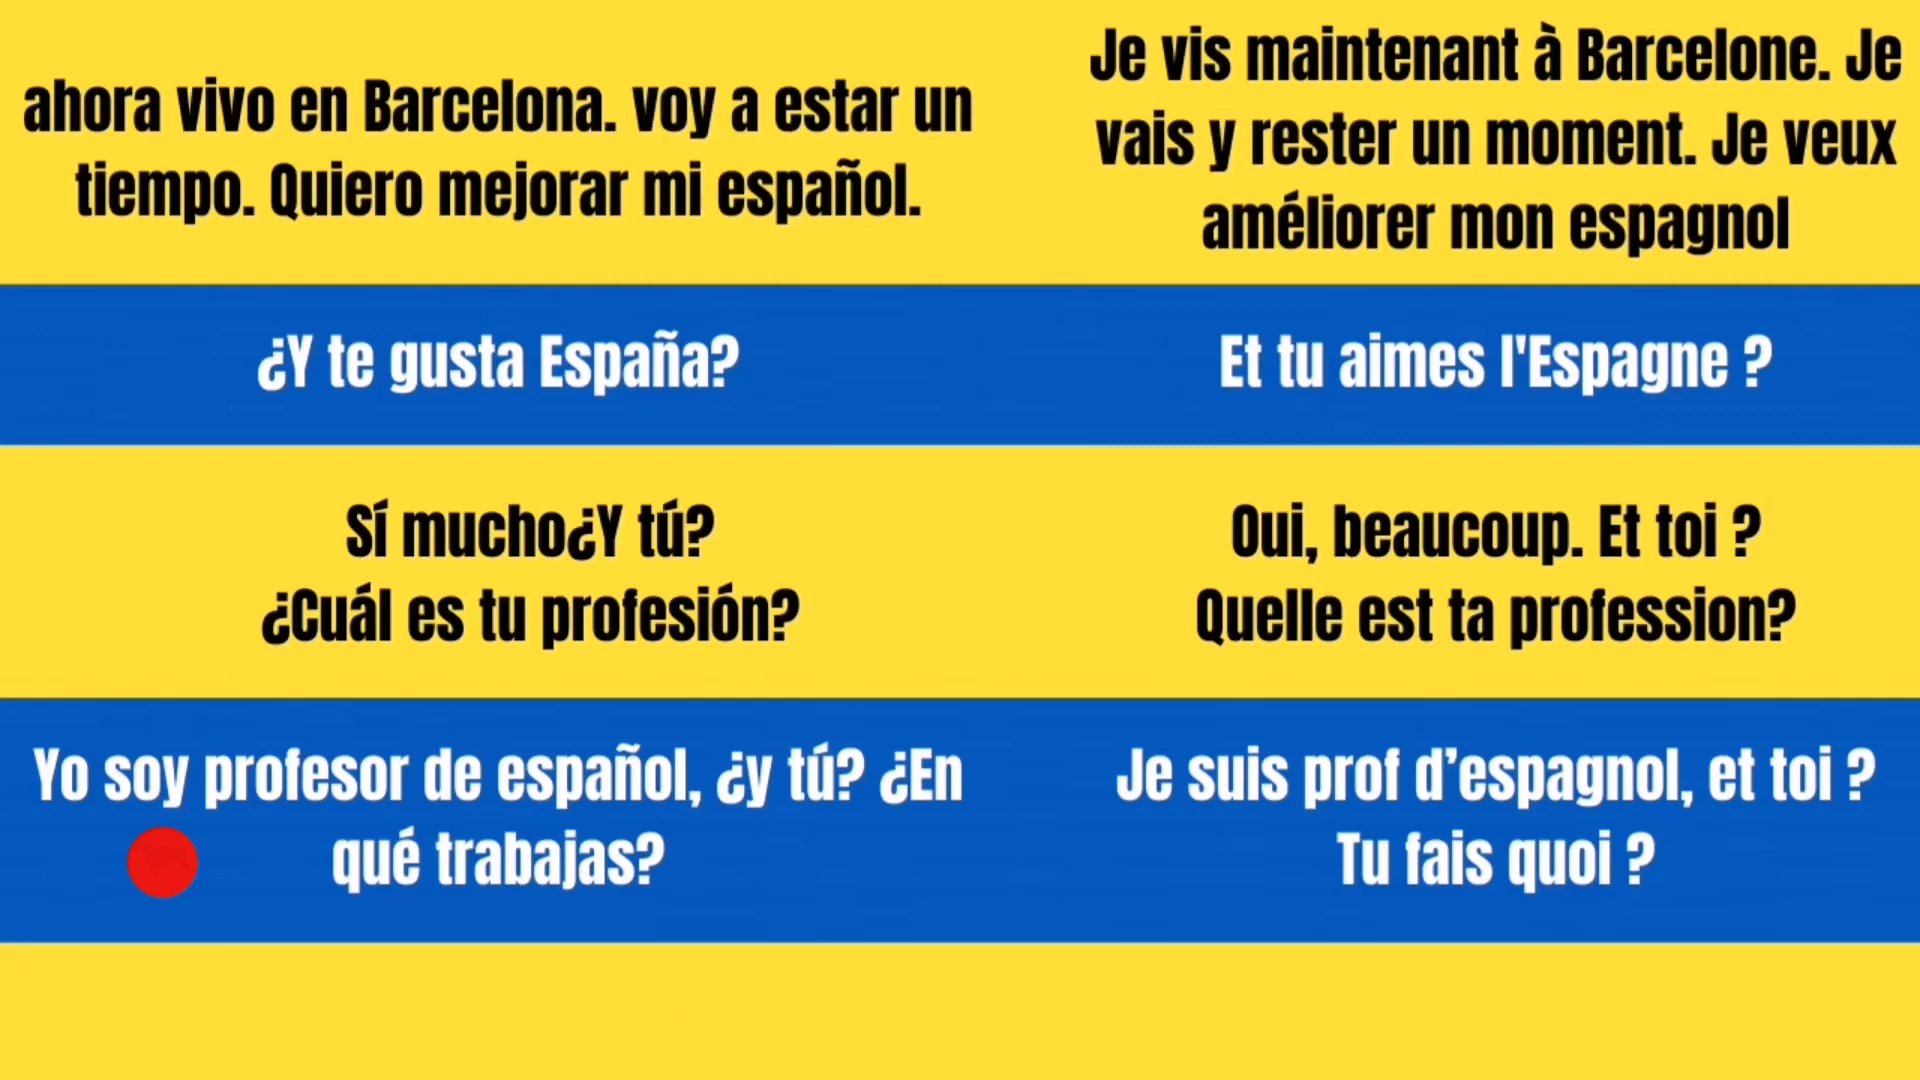 ahora vivo en Barcelona. voy a estar un
tiempo. Quiero mejorar mi español.
Je vis maintenant à Barcelone. Je
vais y rester un moment. Je veux
améliorer mon espagnol
¿Y te gusta España?
Et tu aimes l'Espagne ?
Sí mucho¿Y tú?
¿Cuál es tu profesión?
Oui, beaucoup. Et toi ?
Quelle est ta profession?
Yo soy profesor de español, ¿y tú? ¿En
qué trabajas?
Je suis prof d’espagnol, et toi ?
Tu fais quoi ?